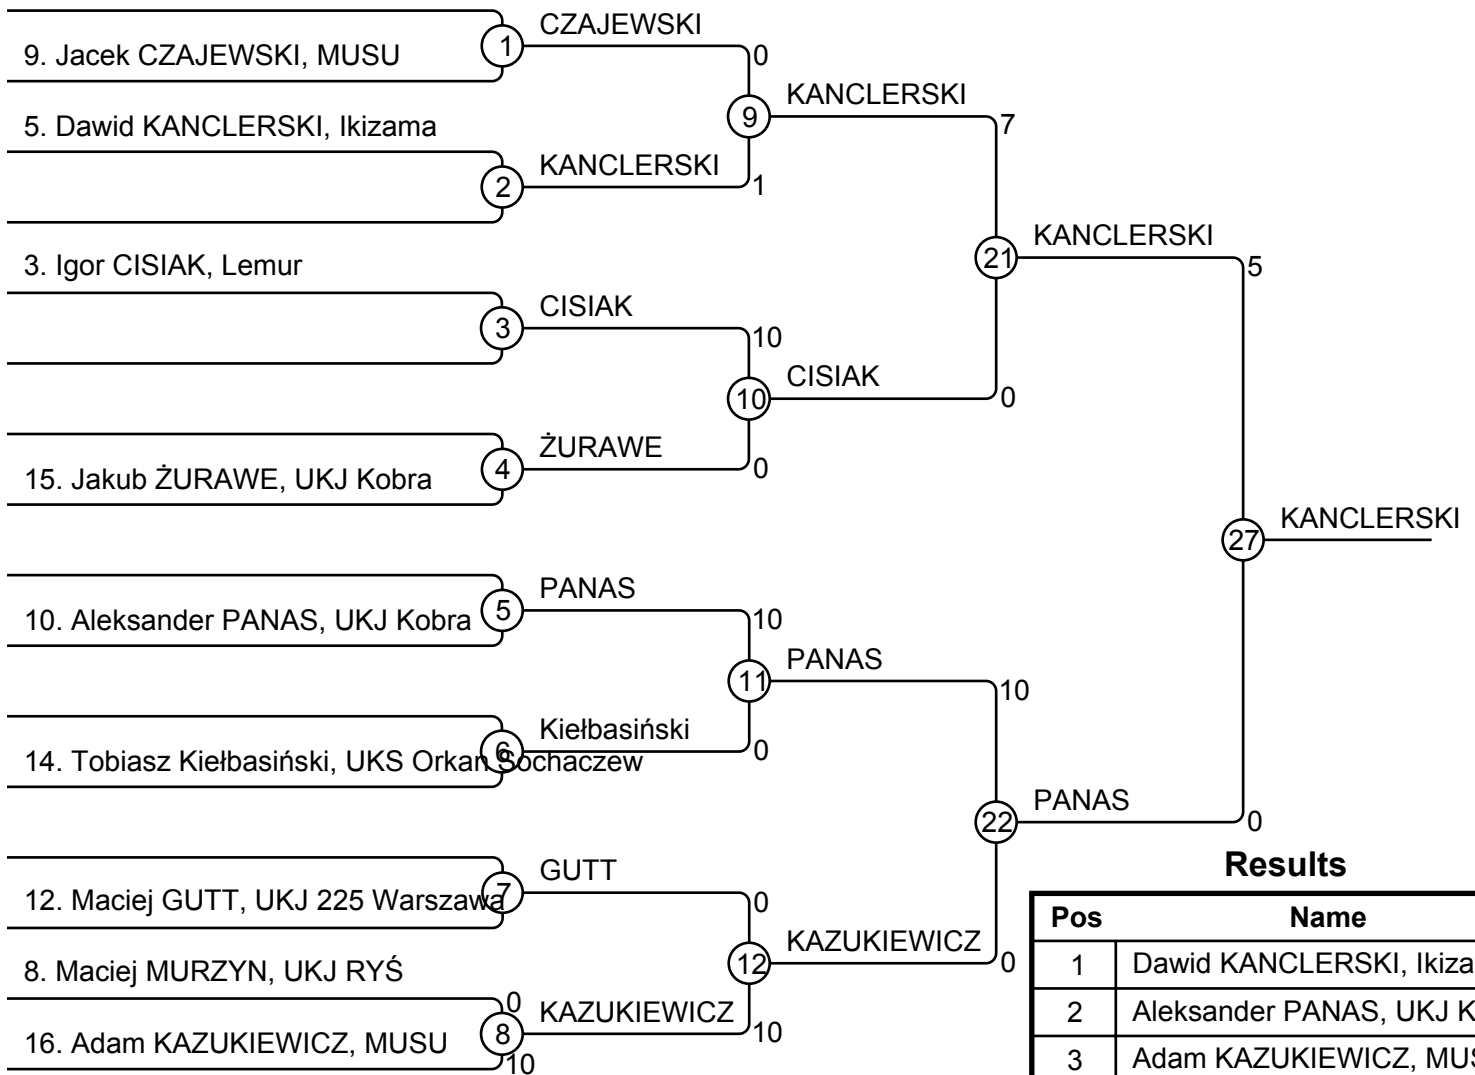 CZAJEWSKI
9. Jacek CZAJEWSKI, MUSU
1
0
KANCLERSKI
5. Dawid KANCLERSKI, Ikizama
9
7
KANCLERSKI
2
1
KANCLERSKI
3. Igor CISIAK, Lemur
21
5
CISIAK
3
10
CISIAK
10
0
ŻURAWE
15. Jakub ŻURAWE, UKJ Kobra
4
0
KANCLERSKI
27
PANAS
10. Aleksander PANAS, UKJ Kobra
5
10
PANAS
11
10
Kiełbasiński
14. Tobiasz Kiełbasiński, UKS Orkan Sochaczew
6
0
PANAS
22
0
GUTT
12. Maciej GUTT, UKJ 225 Warszawa
7
0
KAZUKIEWICZ
8. Maciej MURZYN, UKJ RYŚ
12
0
0
KAZUKIEWICZ
16. Adam KAZUKIEWICZ, MUSU
8
10
10
Results
Pos Name
1 Dawid KANCLERSKI, Ikiza
2 Aleksander PANAS, UKJ K
3 Adam KAZUKIEWICZ, MUS